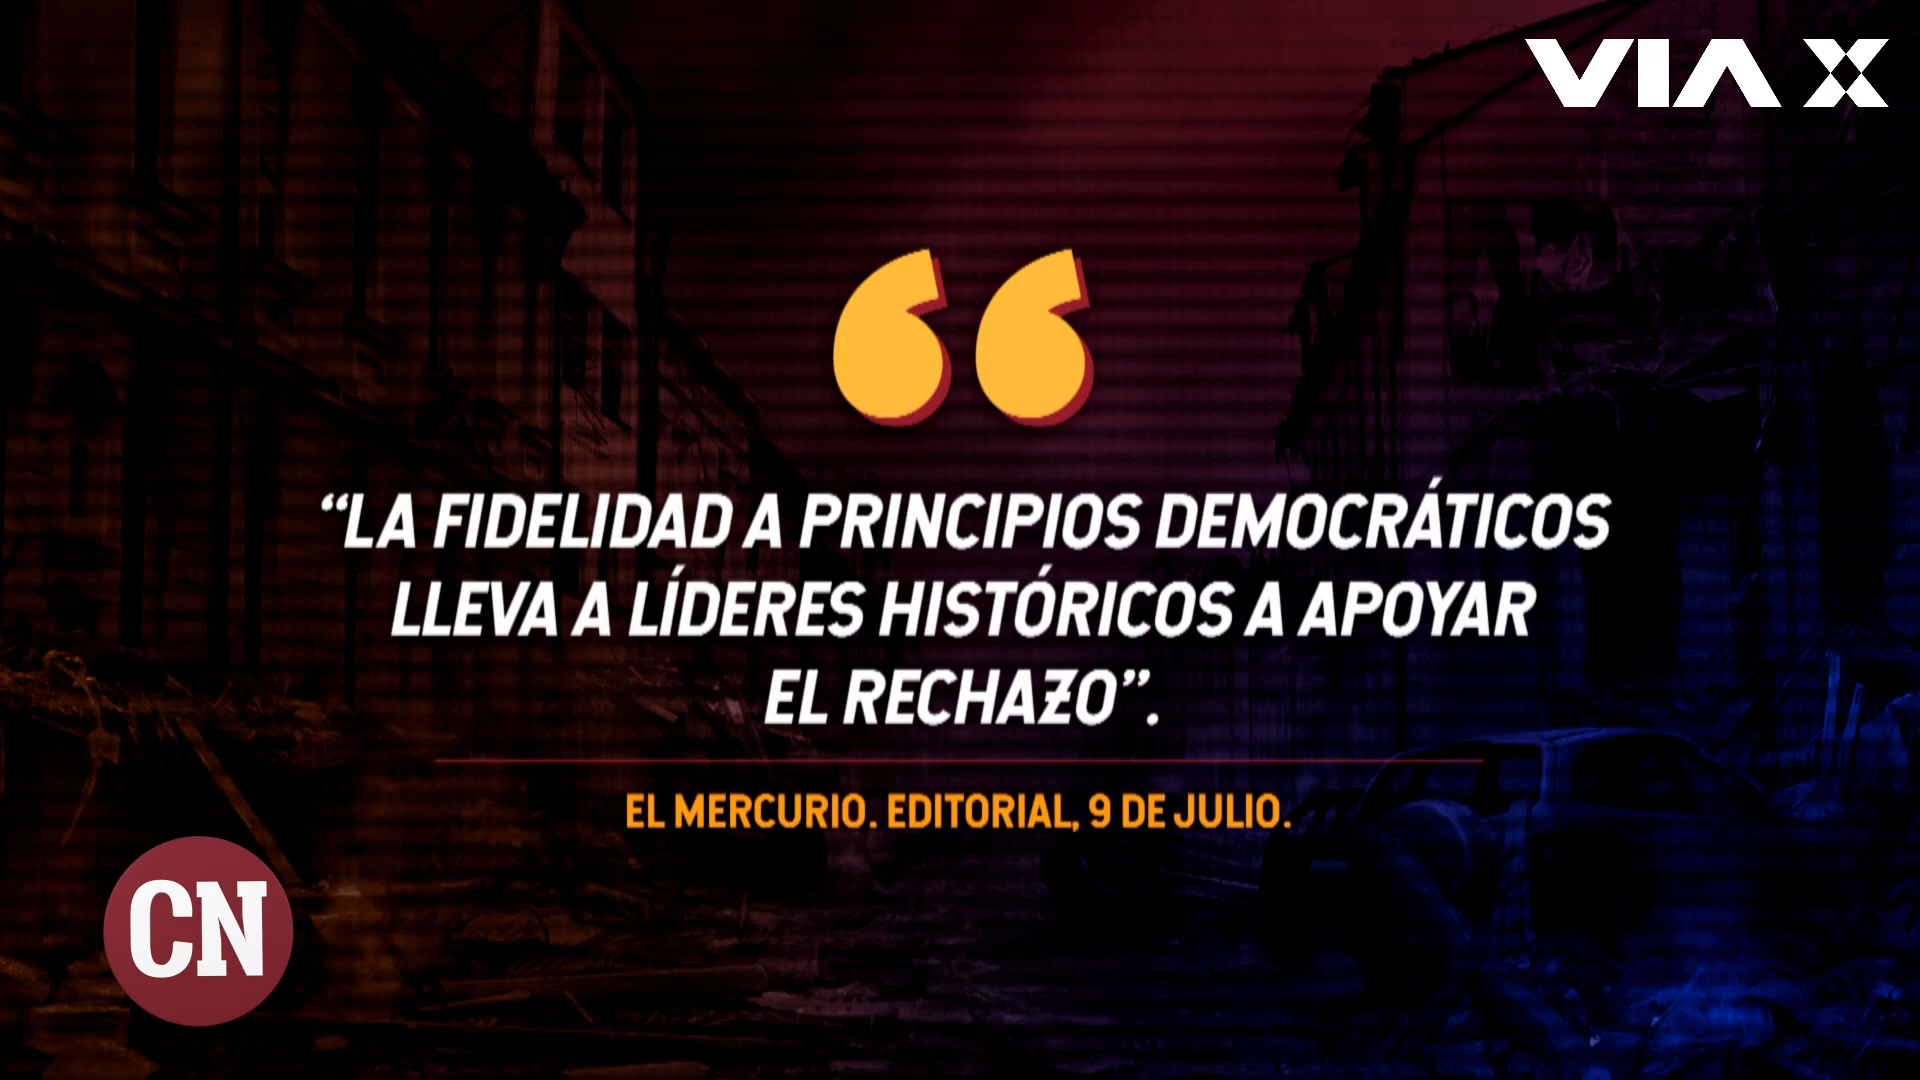 VIA X
“LA FIDELIDAD A PRINCIPIOS DEMOCRÁTICOS
LLEVA A LÍDERES HISTÓRICOS A APOYAR
EL RECHAZO”.
EL MERCURIO. EDITORIAL, 9 DE JULIO.
CN